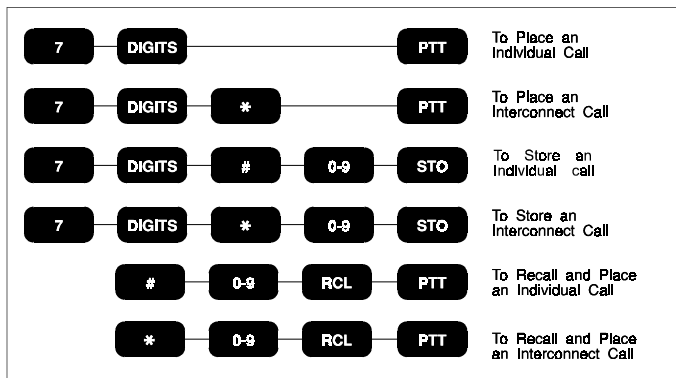 7 DIGITS PTT To Place an
Individual Call
7 DIGITS * PTT To Place an
Interconnect Call
7 DIGITS # 0-9 STO To Store an
Individual call
7 DIGITS * 0-9 STO To Store an
Interconnect Call
# 0-9 RCL PTT To Recall and Place
an Individual Call
* 0-9 RCL PTT To Recall and Place
an Interconnect Call